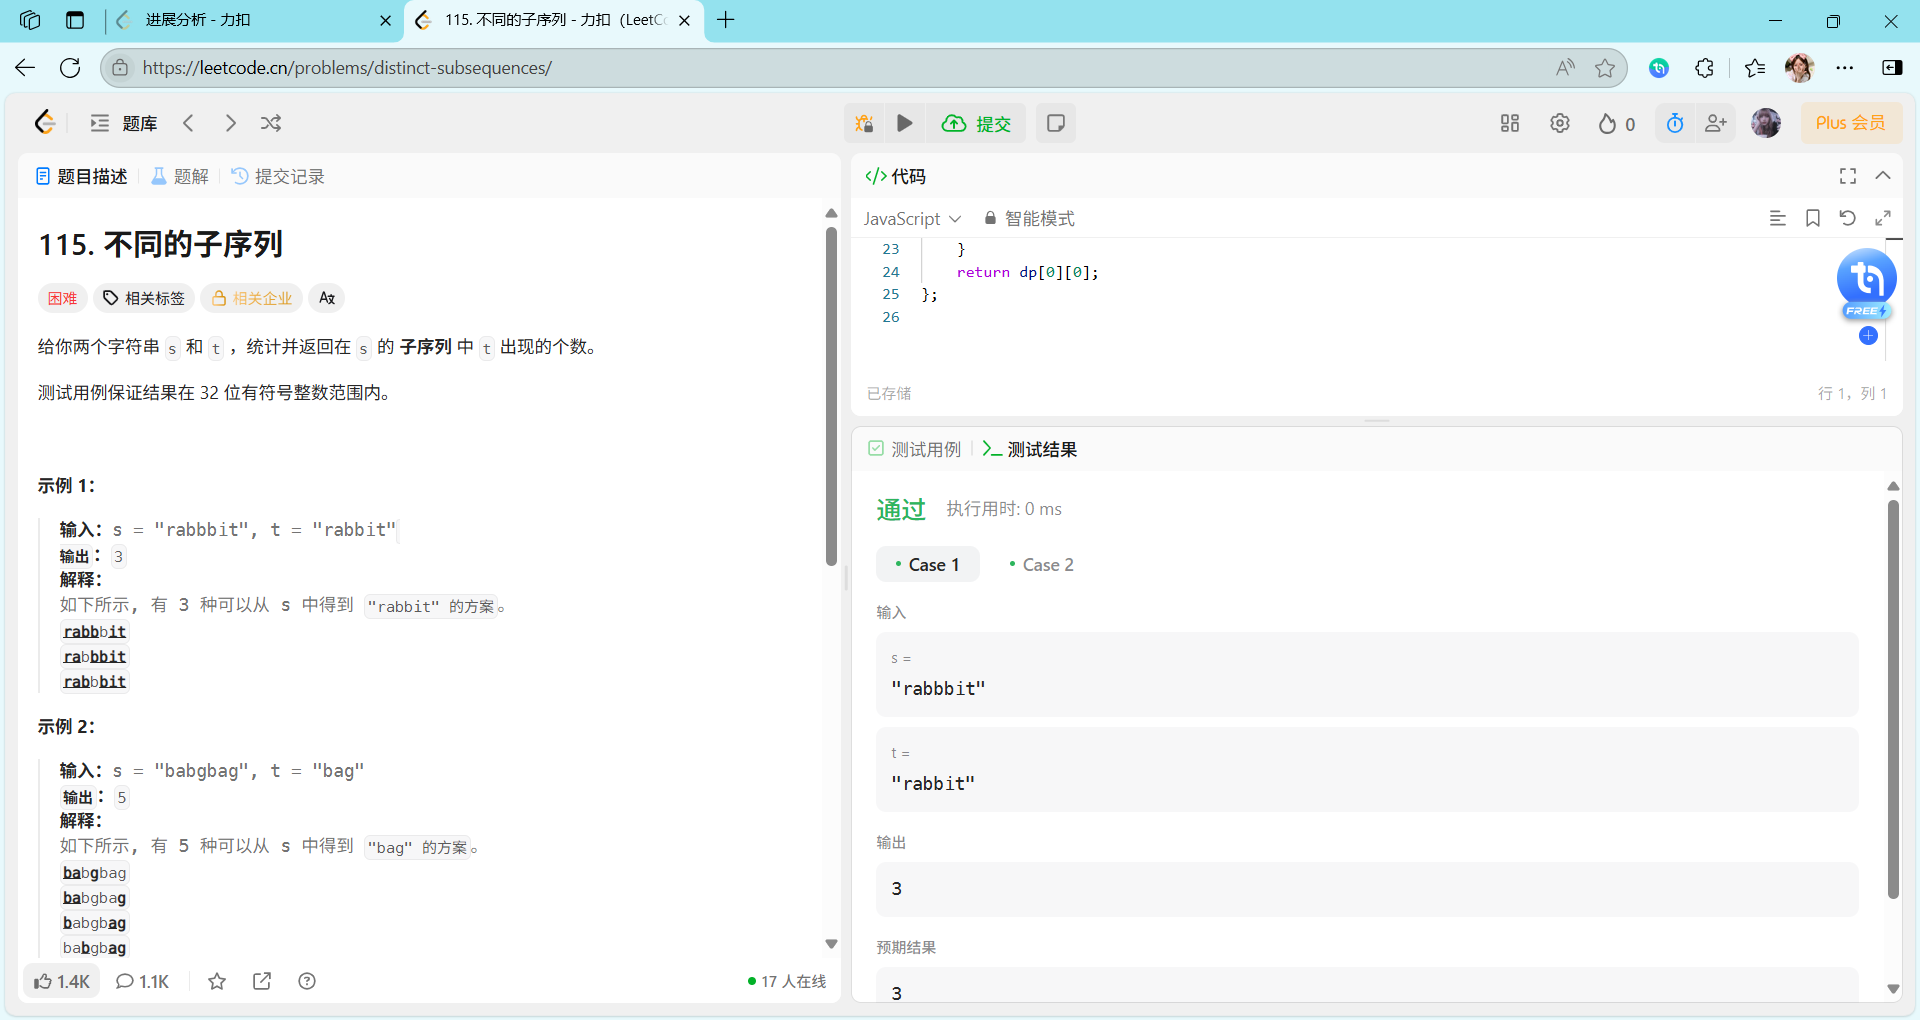 进展分析 - 力扣
115. 不同的子序列 - 力扣（LeetC
https://leetcode.cn/problems/distinct-subsequences/
题库
提交
0
Plus 会员
题目描述
题解
提交记录
115. 不同的子序列
困难
相关标签
相关企业
给你两个字符串 s 和 t ，统计并返回在 s 的 子序列 中 t 出现的个数。
测试用例保证结果在 32 位有符号整数范围内。
示例 1：
输入：s = "rabbbit", t = "rabbit"
输出：3
解释：
如下所示, 有 3 种可以从 s 中得到 "rabbit" 的方案。
rabbbit
rabbbit
rabbbit
示例 2：
输入：s = "babgbag", t = "bag"
输出：5
解释：
如下所示, 有 5 种可以从 s 中得到 "bag" 的方案。
babgbag
babgbag
babgbag
babgbag
1.4K
1.1K
17 人在线
</> 代码
JavaScript
智能模式
23 }
24 return dp[0][0];
25 };
26
FREE
已存储
行 1，列 1
测试用例
测试结果
通过
执行用时: 0 ms
Case 1
Case 2
输入
s =
"rabbbit"
t =
"rabbit"
输出
3
预期结果
3